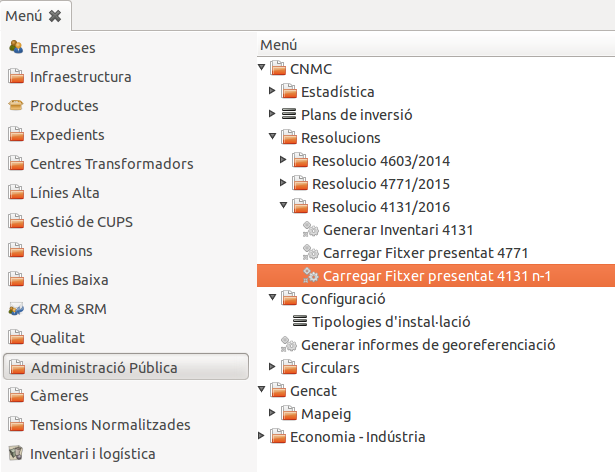 Menú
Empreses
Infraestructura
Productes
Expedients
Centres Transformadors
Línies Alta
Gestió de CUPS
Revisions
Línies Baixa
CRM & SRM
Qualitat
Administració Pública
Càmeres
Tensions Normalitzades
Inventari i logística
Menú
CNMC
Estadística
Plans de inversió
Resolucions
Resolucio 4603/2014
Resolucio 4771/2015
Resolucio 4131/2016
Generar Inventari 4131
Carregar Fitxer presentat 4771
Carregar Fitxer presentat 4131 n-1
Configuració
Tipologies d'instal·lació
Generar informes de georeferenciació
Circulars
Gencat
Mapeig
Economia - Indústria